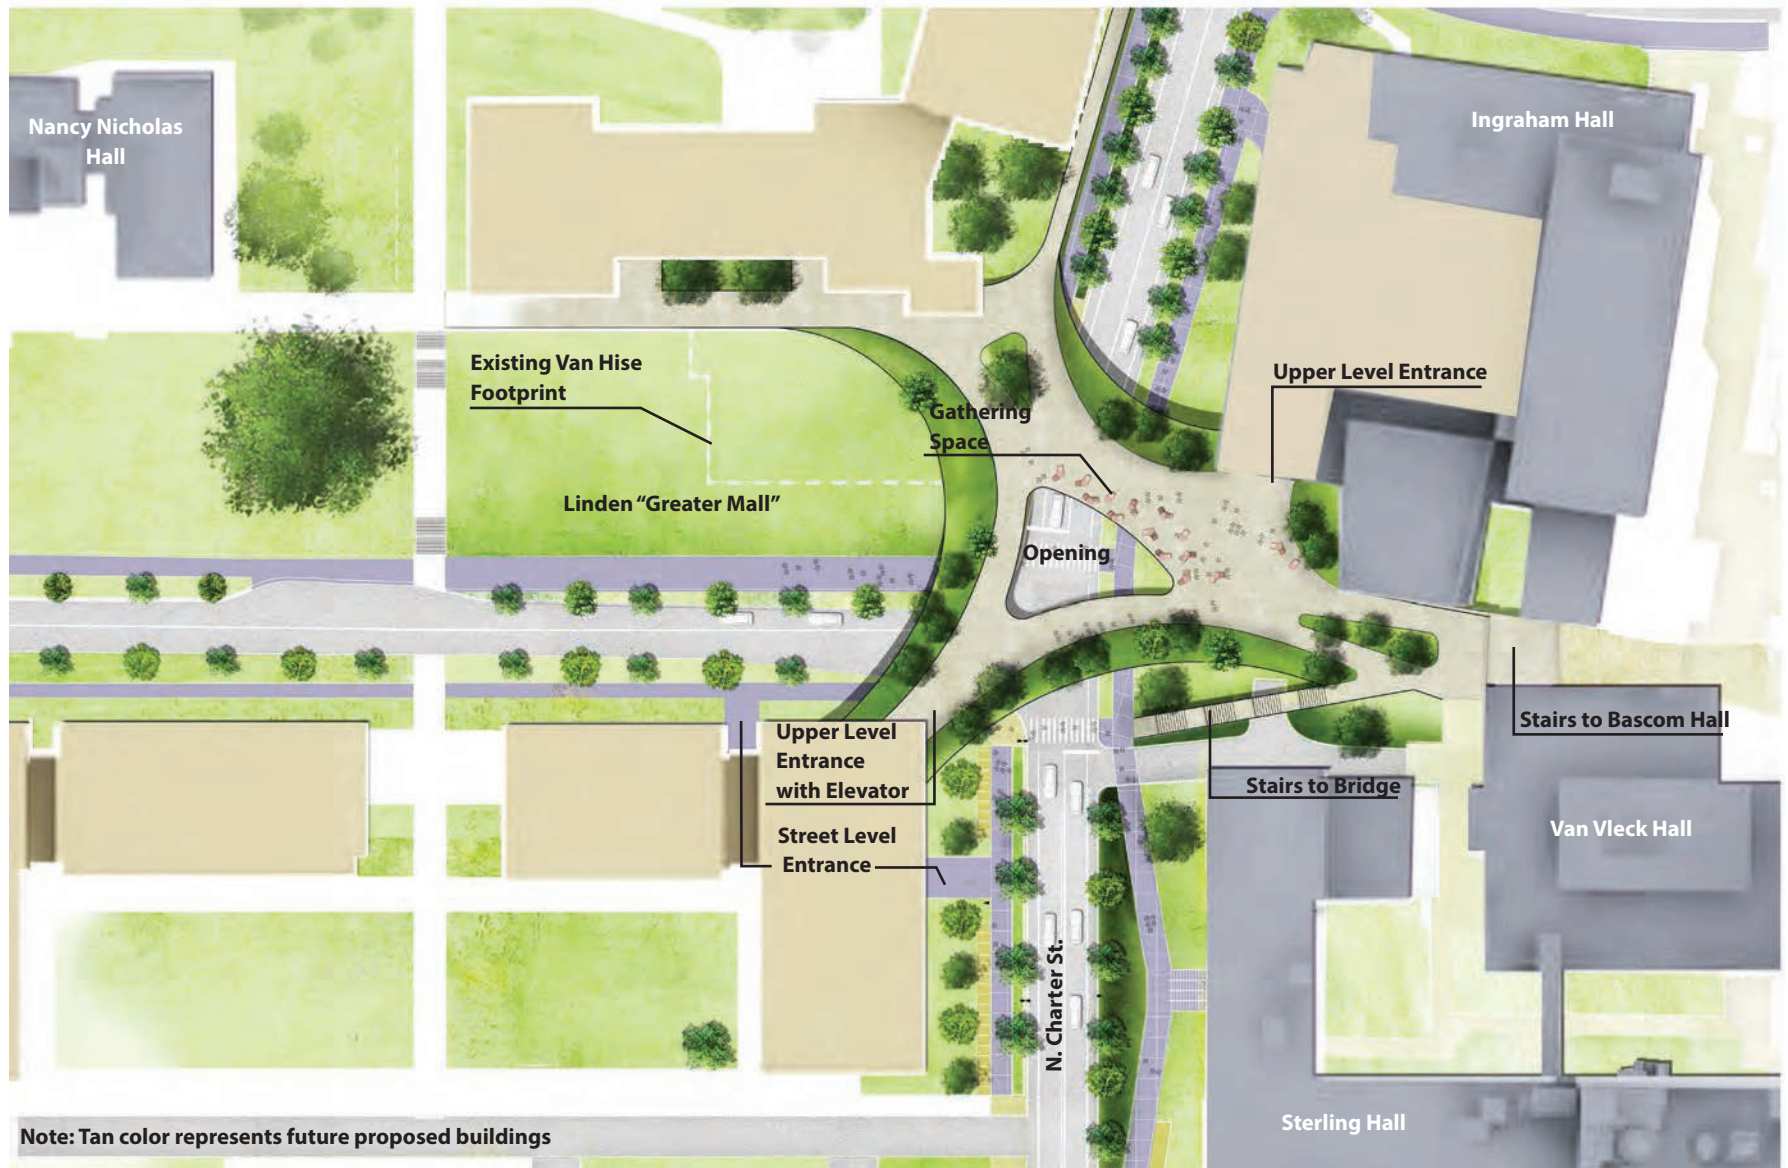 Nancy Nicholas
Hall
Ingraham Hall
Existing Van Hise
Footprint
Upper Level Entrance
Gathering
Space
Linden “Greater Mall”
Opening
Stairs to Bascom Hall
Upper Level
Entrance
with Elevator
Stairs to Bridge
Street Level
Entrance
Van Vleck Hall
N. Charter St.
Sterling Hall
Note: Tan color represents future proposed buildings